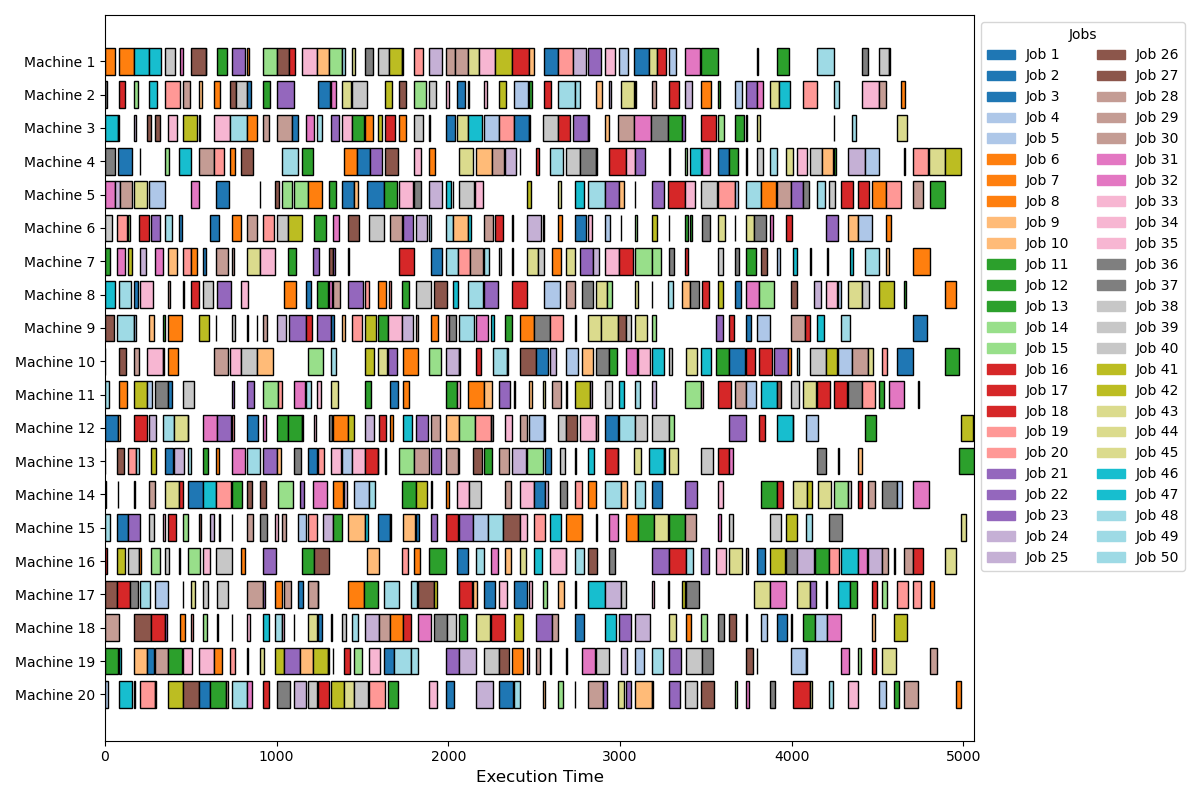 Machine 1
Machine 2
Machine 3
Machine 4
Machine 5
Machine 6
Machine 7
Machine 8
Machine 9
Machine 10
Machine 11
Machine 12
Machine 13
Machine 14
Machine 15
Machine 16
Machine 17
Machine 18
Machine 19
Machine 20
0 1000 2000 3000 4000 5000
Execution Time
Jobs
Job 1 Job 26
Job 2 Job 27
Job 3 Job 28
Job 4 Job 29
Job 5 Job 30
Job 6 Job 31
Job 7 Job 32
Job 8 Job 33
Job 9 Job 34
Job 10 Job 35
Job 11 Job 36
Job 12 Job 37
Job 13 Job 38
Job 14 Job 39
Job 15 Job 40
Job 16 Job 41
Job 17 Job 42
Job 18 Job 43
Job 19 Job 44
Job 20 Job 45
Job 21 Job 46
Job 22 Job 47
Job 23 Job 48
Job 24 Job 49
Job 25 Job 50